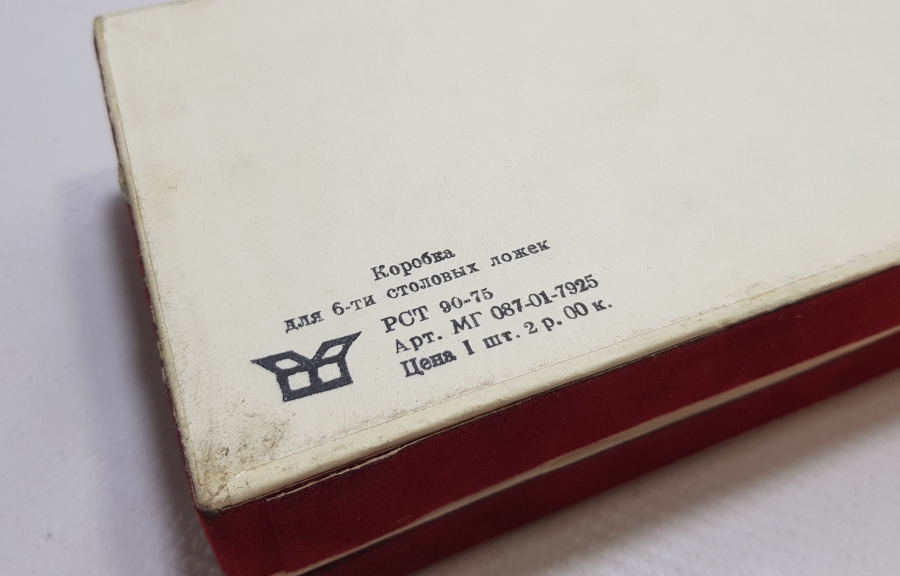 Коробка
для 6-ти столовых ложек
РСТ 90-75
Арт. МГ 087-01-7925
Цена 1 шт. 2 р. 00 к.